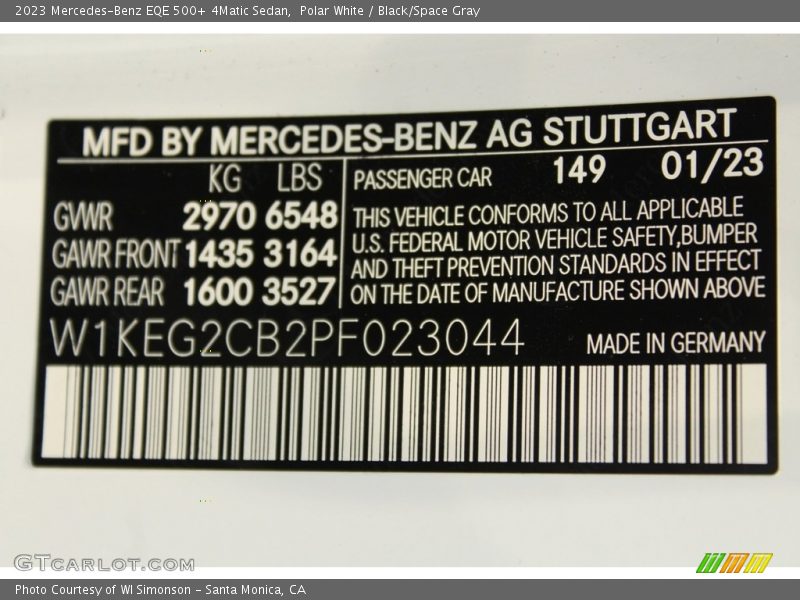 2023 Mercedes-Benz EQE 500+ 4Matic Sedan,  Polar White / Black/Space Gray
MFD BY MERCEDES-BENZ AG STUTTGART
KG LBS
GVWR 2970 6548
GAWR FRONT 1435 3164
GAWR REAR 1600 3527
PASSENGER CAR 149 01/23
THIS VEHICLE CONFORMS TO ALL APPLICABLE
U.S. FEDERAL MOTOR VEHICLE SAFETY,BUMPER
AND THEFT PREVENTION STANDARDS IN EFFECT
ON THE DATE OF MANUFACTURE SHOWN ABOVE
W1KEG2CB2PF023044
MADE IN GERMANY
GTCARLOT.COM
Photo Courtesy of WI Simonson - Santa Monica, CA